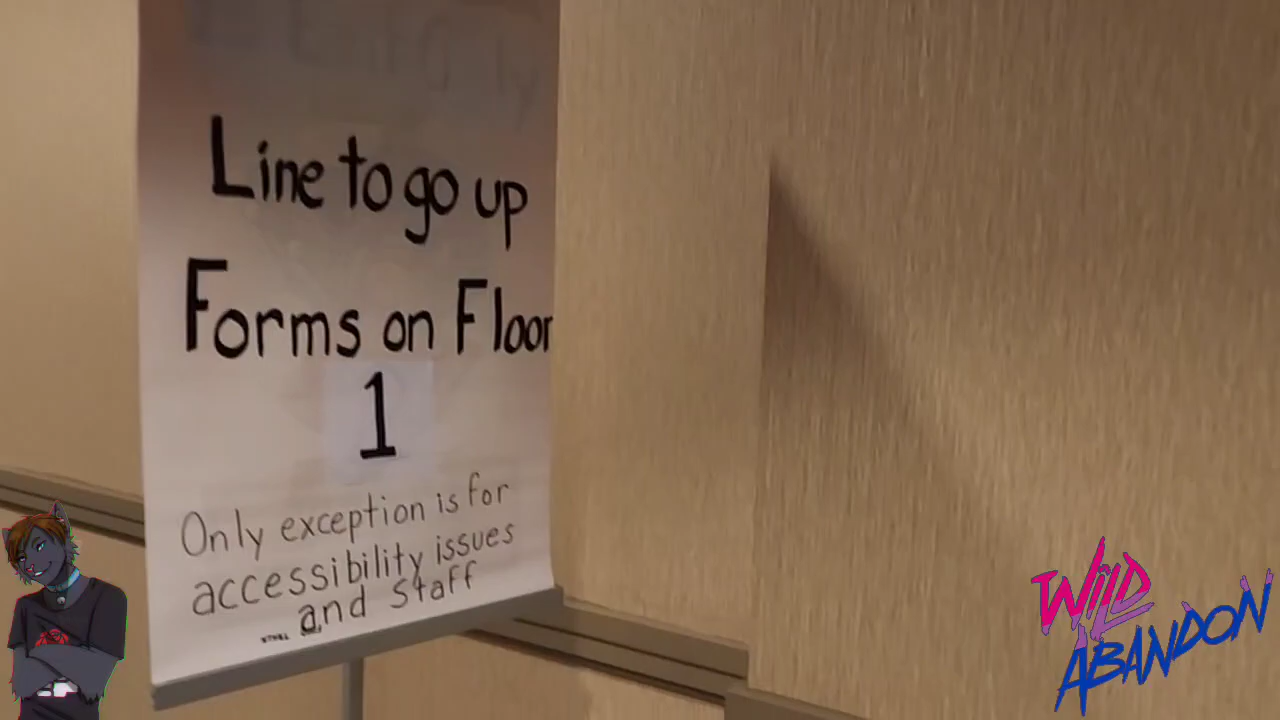 Line to go up
Forms on Floor
1
Only exception is for
accessibility issues
and Staff
WILD
ABANDON